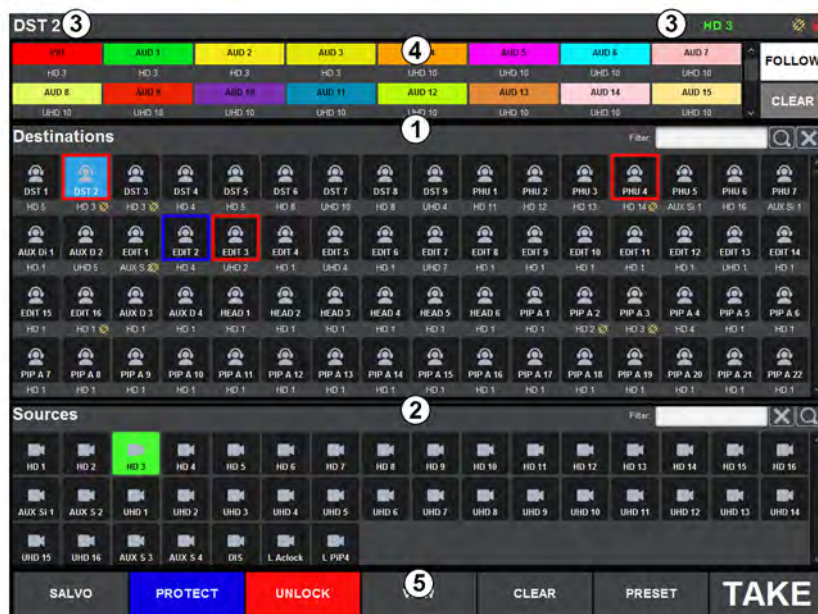 DST 2 3 3 HD 3
AUD 1 AUD 2 AUD 3 4 AUD 5 AUD 6 AUD 7 FOLLOW
HD 3 HD 3 HD 3 HD 3 UHD 10 UHD 10 UHD 10 UHD 10
AUD 8 AUD 9 AUD 10 AUD 11 AUD 12 AUD 13 AUD 14 AUD 15 CLEAR
UHD 10 UHD 10 UHD 10 UHD 10 UHD 10 UHD 10 UHD 10 UHD 10
Destinations 1 Filter:
DST 1 DST 2 DST 3 DST 4 DST 5 DST 6 DST 7 DST 8 DST 9 PHU 1 PHU 2 PHU 3 PHU 4 PHU 5 PHU 6 PHU 7
HD 5 HD 3 HD 3 HD 4 HD 5 HD 8 UHD 10 HD 8 UHD 4 HD 11 HD 12 HD 13 HD 14 AUX Si 1 HD 16 AUX Si 1
AUX Di 1 AUX D 2 EDIT 1 EDIT 2 EDIT 3 EDIT 4 EDIT 5 EDIT 6 EDIT 7 EDIT 8 EDIT 9 EDIT 10 EDIT 11 EDIT 12 EDIT 13 EDIT 14
HD 1 UHD 5 AUX S HD 4 UHD 2 HD 1 UHD 4 HD 1 UHD 7 HD 1 HD 1 HD 1 HD 1 HD 1 UHD 1 HD 1
EDIT 15 EDIT 16 AUX D 3 AUX D 4 HEAD 1 HEAD 2 HEAD 3 HEAD 4 HEAD 5 HEAD 6 PIP A 1 PIP A 2 PIP A 3 PIP A 4 PIP A 5 PIP A 6
HD 1 HD 1 HD 1 HD 1 HD 1 HD 1 HD 1 HD 1 HD 1 HD 1 HD 1 HD 2 HD 3 HD 4 HD 1 HD 1
PIP A 7 PIP A 8 PIP A 9 PIP A 10 PIP A 11 PIP A 12 PIP A 13 PIP A 14 PIP A 15 PIP A 16 PIP A 17 PIP A 18 PIP A 19 PIP A 20 PIP A 21 PIP A 22
HD 1 HD 1 HD 1 HD 1 HD 1 HD 1 HD 1 HD 1 HD 1 HD 1 HD 1 HD 1 HD 1 HD 1 HD 1 HD 1
Sources 2 Filter:
HD 1 HD 2 HD 3 HD 4 HD 5 HD 6 HD 7 HD 8 HD 9 HD 10 HD 11 HD 12 HD 13 HD 14 HD 15 HD 16
AUX Si 1 AUX S 2 UHD 1 UHD 2 UHD 3 UHD 4 UHD 5 UHD 6 UHD 7 UHD 8 UHD 9 UHD 10 UHD 11 UHD 12 UHD 13 UHD 14
UHD 15 UHD 16 AUX S 3 AUX S 4 DIS L Aclock L PiP4
SALVO PROTECT UNLOCK 5 CLEAR PRESET TAKE